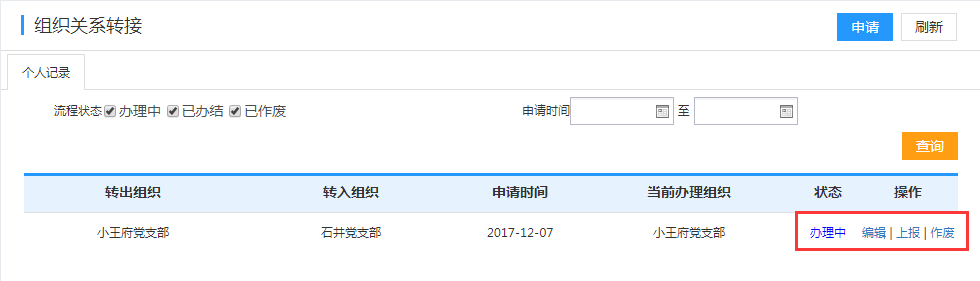 组织关系转接
申请 刷新
个人记录
流程状态 办理中 已办结 已作废 申请时间 至
查询
转出组织 转入组织 申请时间 当前办理组织 状态 操作
小王府党支部 石井党支部 2017-12-07 小王府党支部 办理中 编辑 | 上报 | 作废